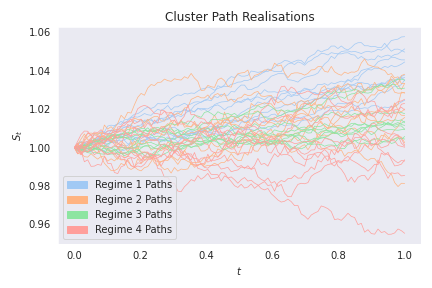 Cluster Path Realisations
1.06
1.04
1.02
1.00
0.98
0.96
S_t
Regime 1 Paths
Regime 2 Paths
Regime 3 Paths
Regime 4 Paths
0.0 0.2 0.4 0.6 0.8 1.0
t